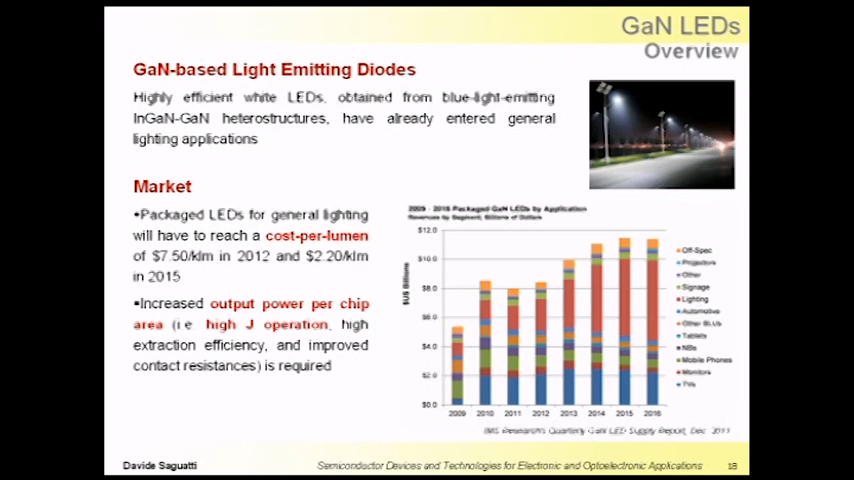 GaN LEDs
Overview
GaN-based Light Emitting Diodes
Highly efficient white LEDs, obtained from blue-light-emitting
InGaN-GaN heterostructures, have already entered general
lighting applications
Market
▪Packaged LEDs for general lighting
will have to reach a cost-per-lumen
of $7.50/klm in 2012 and $2.20/klm
in 2015
▪Increased output power per chip
area (i.e. high J operation, high
extraction efficiency, and improved
contact resistances) is required
2009 - 2016 Packaged GaN LEDs by Application
Revenues by Segment, Billions of Dollars
$US Billions
$12.0
$10.0
$8.0
$6.0
$4.0
$2.0
$0.0
2009 2010 2011 2012 2013 2014 2015 2016
Off-Spec
Projectors
Other
Signage
Lighting
Automotive
Other BLUs
Tablets
NBs
Mobile Phones
Monitors
TVs
IMS Research's Quarterly GaN LED Supply Report, Dec. 2011
Davide Saguatti Semiconductor Devices and Technologies for Electronic and Optoelectronic Applications 18